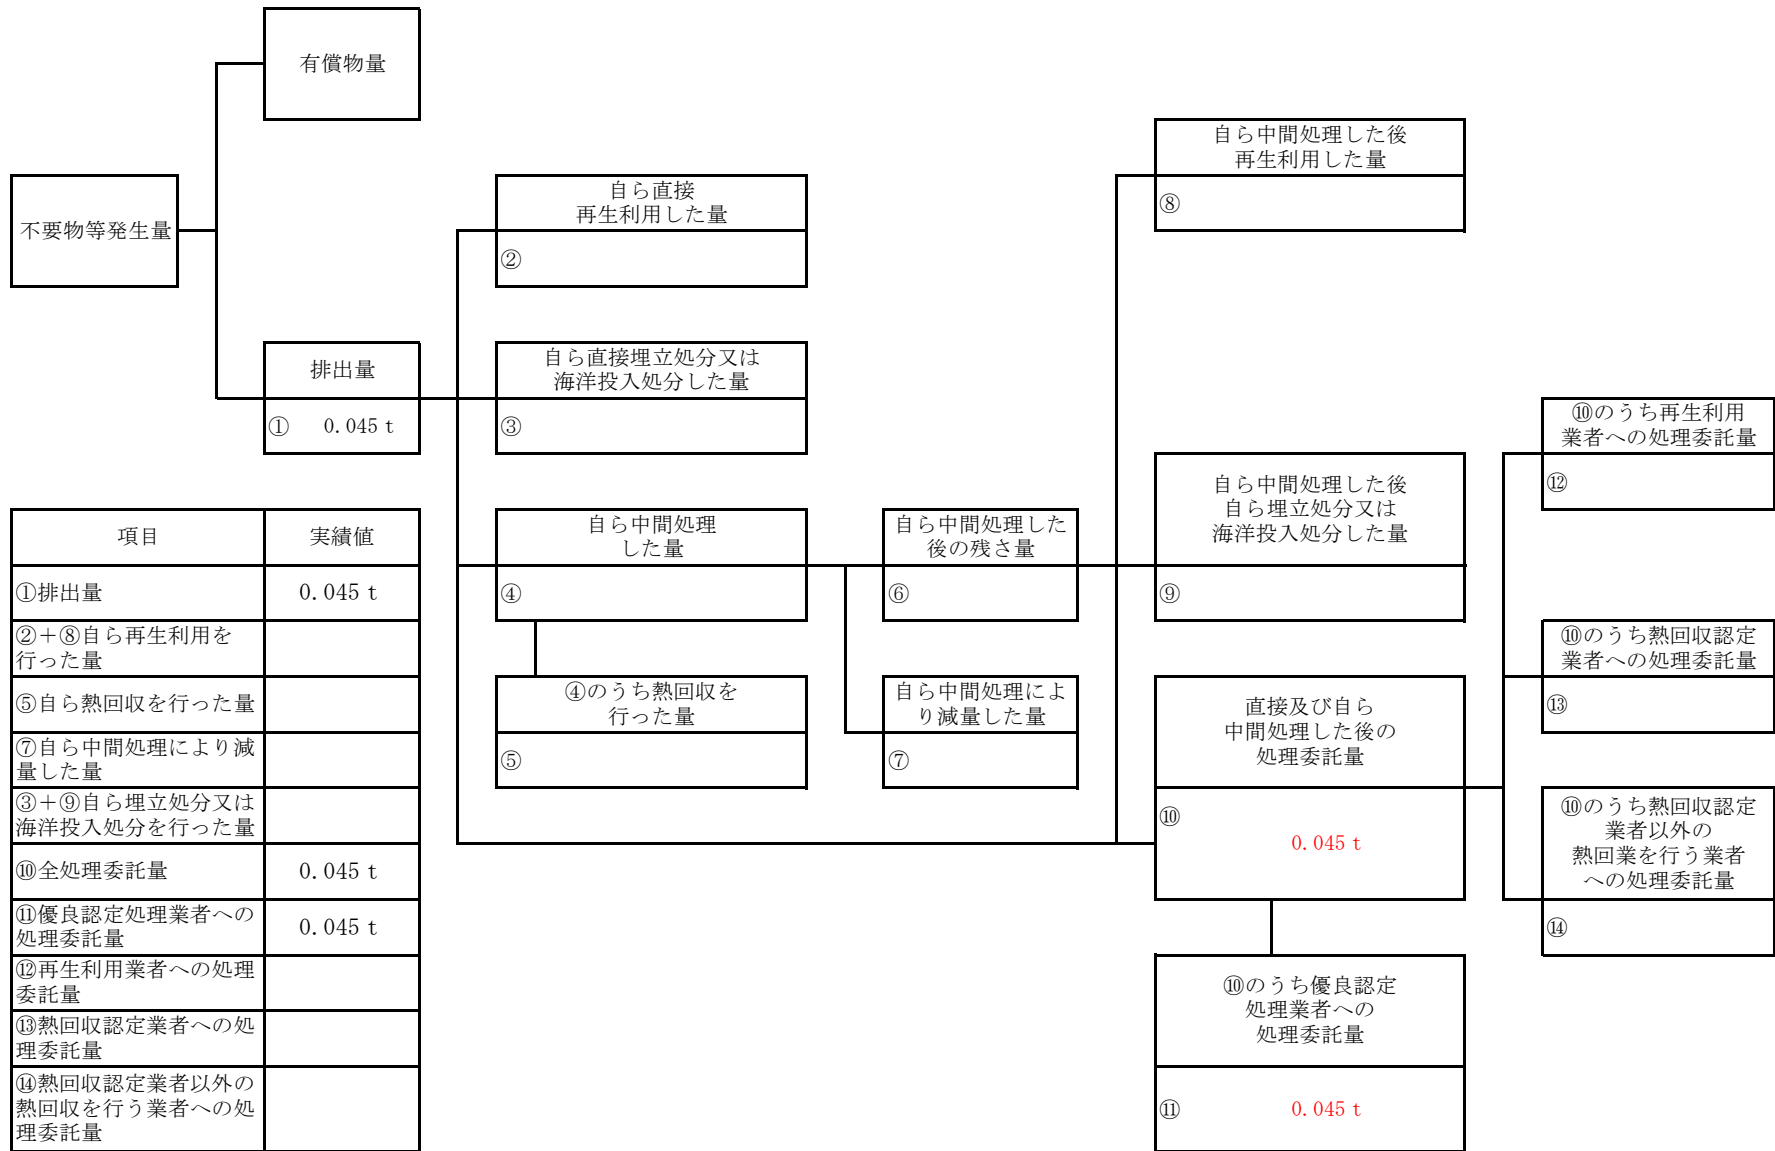 有償物量
不要物等発生量
排出量
① 0.045 t
自ら直接
再生利用した量
②
自ら直接埋立処分又は
海洋投入処分した量
③
自ら中間処理
した量
④
④のうち熱回収を
行った量
⑤
自ら中間処理した
後の残さ量
⑥
自ら中間処理によ
り減量した量
⑦
自ら中間処理した後
再生利用した量
⑧
自ら中間処理した後
自ら埋立処分又は
海洋投入処分した量
⑨
直接及び自ら
中間処理した後の
処理委託量
⑩
0.045 t
⑩のうち優良認定
処理業者への
処理委託量
⑪ 0.045 t
⑩のうち再生利用
業者への処理委託量
⑫
⑩のうち熱回収認定
業者への処理委託量
⑬
⑩のうち熱回収認定
業者以外の
熱回業を行う業者
への処理委託量
⑭
項目 実績値
①排出量 0.045 t
②+⑧自ら再生利用を
行った量
⑤自ら熱回収を行った量
⑦自ら中間処理により減
量した量
③+⑨自ら埋立処分又は
海洋投入処分を行った量
⑩全処理委託量 0.045 t
⑪優良認定処理業者への
処理委託量 0.045 t
⑫再生利用業者への処理
委託量
⑬熱回収認定業者への処
理委託量
⑭熱回収認定業者以外の
熱回収を行う業者への処
理委託量